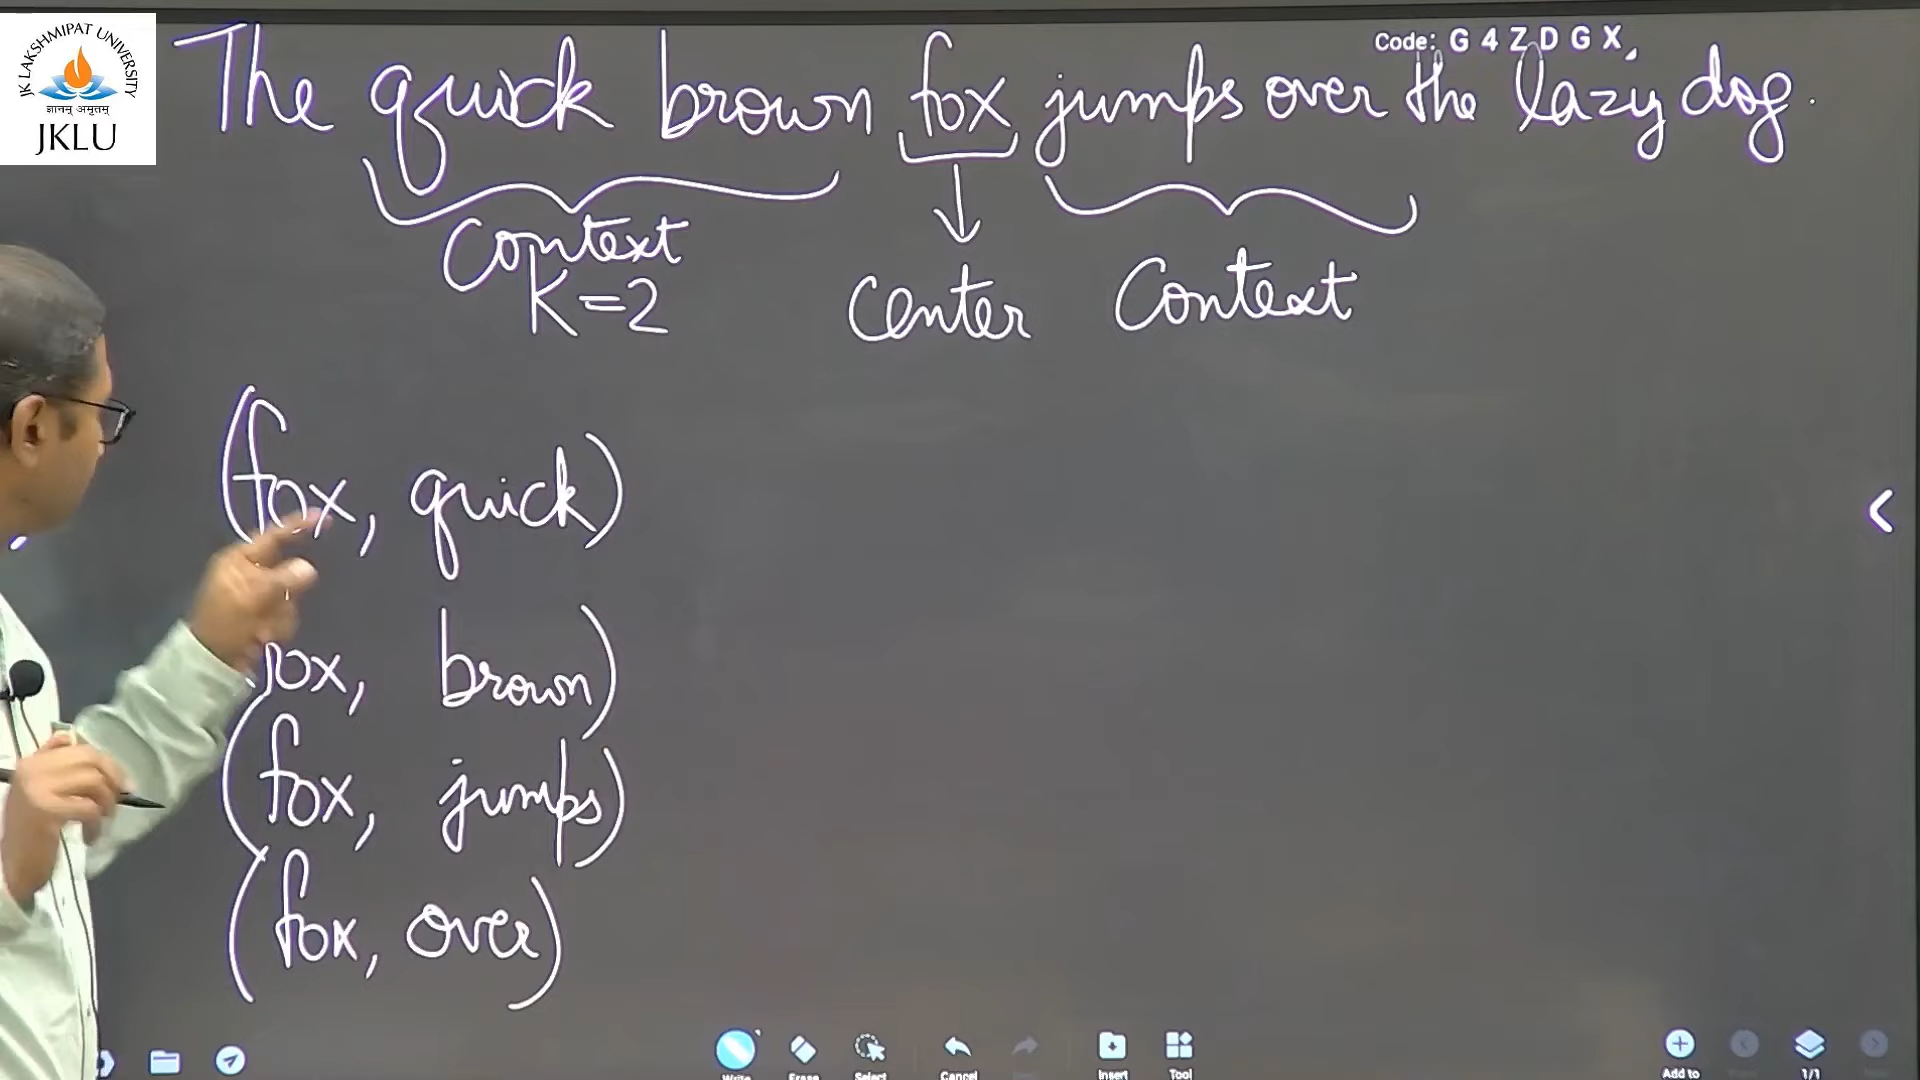 JK LAKSHMIPAT UNIVERSITY
ज्ञानम् अमृतम्
JKLU
Code: G 4 Z D G X
The quick brown fox jumps over the lazy dog.
Context
K=2
Center
Context
(fox, quick)
fox, brown)
(fox, jumps)
(fox, over)
Write
Erase
Select
Cancel
Insert
Tool
Add to
1/1